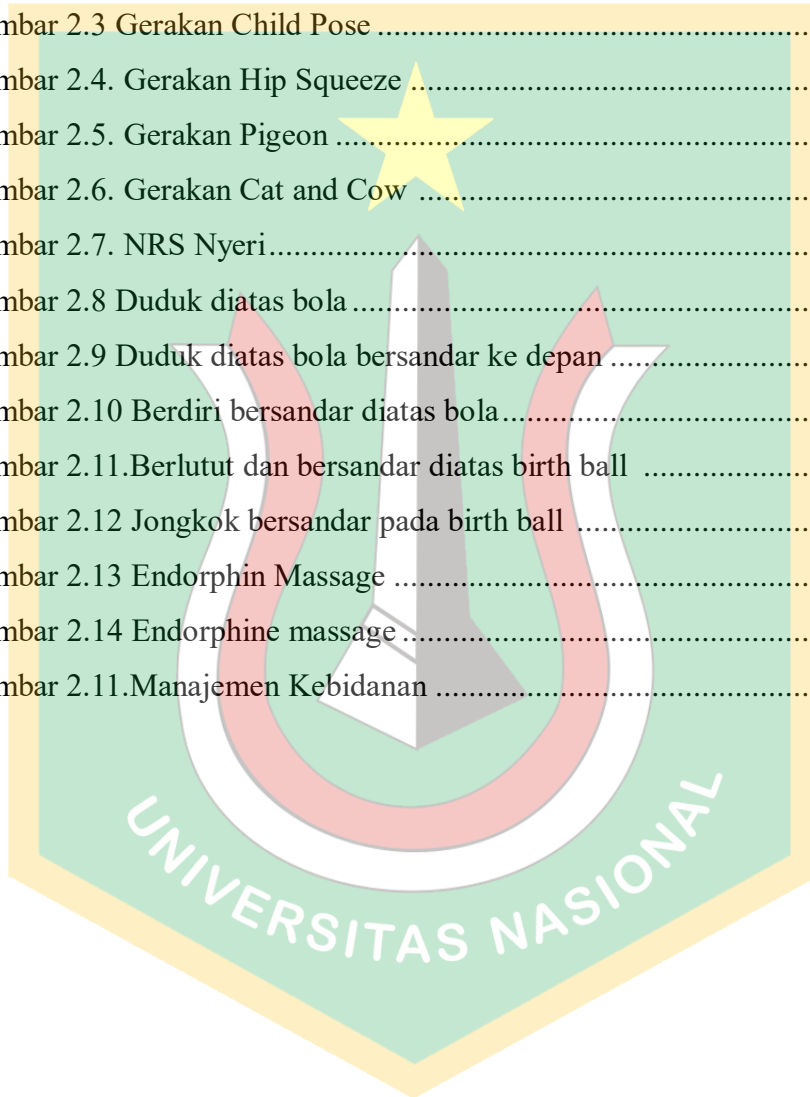 mbar 2.3 Gerakan Child Pose ........................................................
mbar 2.4. Gerakan Hip Squeeze ....................................................
mbar 2.5. Gerakan Pigeon .............................................................
mbar 2.6. Gerakan Cat and Cow ...................................................
mbar 2.7. NRS Nyeri.....................................................................
mbar 2.8 Duduk diatas bola...........................................................
mbar 2.9 Duduk diatas bola bersandar ke depan ..........................
mbar 2.10 Berdiri bersandar diatas bola........................................
mbar 2.11.Berlutut dan bersandar diatas birth ball ......................
mbar 2.12 Jongkok bersandar pada birth ball ..............................
mbar 2.13 Endorphin Massage .....................................................
mbar 2.14 Endorphine massage....................................................
mbar 2.11.Manajemen Kebidanan ................................................
UNIVERSITAS NASIONAL